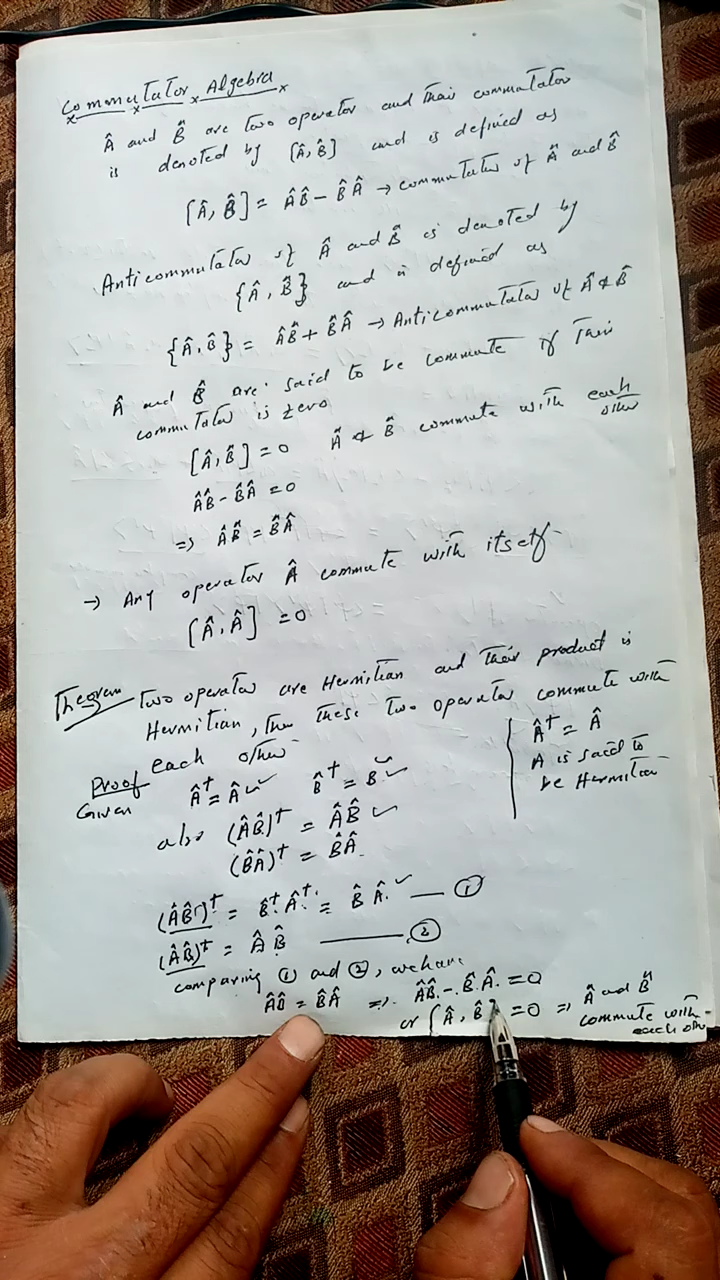 Commutator Algebra
Â and B̂ are two operator and their commutator
is denoted by [Â, B̂] and is defined as
[Â, B̂] = ÂB̂ - B̂Â → commutator of Â and B̂
Anticommutator of Â and B̂ is denoted by
{Â, B̂} and is defined as
{Â, B̂} = ÂB̂ + B̂Â → Anticommutator of Â & B̂
Â and B̂ are said to be commute if their
commutator is zero
[Â, B̂] = 0 Â & B̂ commute with each other
ÂB̂ - B̂Â = 0
=> ÂB̂ = B̂Â
→ Any operator Â commute with itself
[Â, Â] = 0
Theorem Two operator are Hermitian and their product is
Hermitian, then these two operator commute with
each other
Â† = Â
A is said to
be Hermitian
Proof
Given Â† = Â ✓✓ B̂† = B ✓✓
also (ÂB̂)† = ÂB̂ ✓
(B̂Â)† = B̂Â
(ÂB̂)† = B̂†Â† = B̂ Â ✓ — ①
(ÂB̂)† = Â B̂ — ②
comparing ① and ②, we have
ÂB̂ = B̂Â => ÂB̂ - B̂Â = 0
or [Â, B̂] = 0 => Â and B̂
commute with
each other